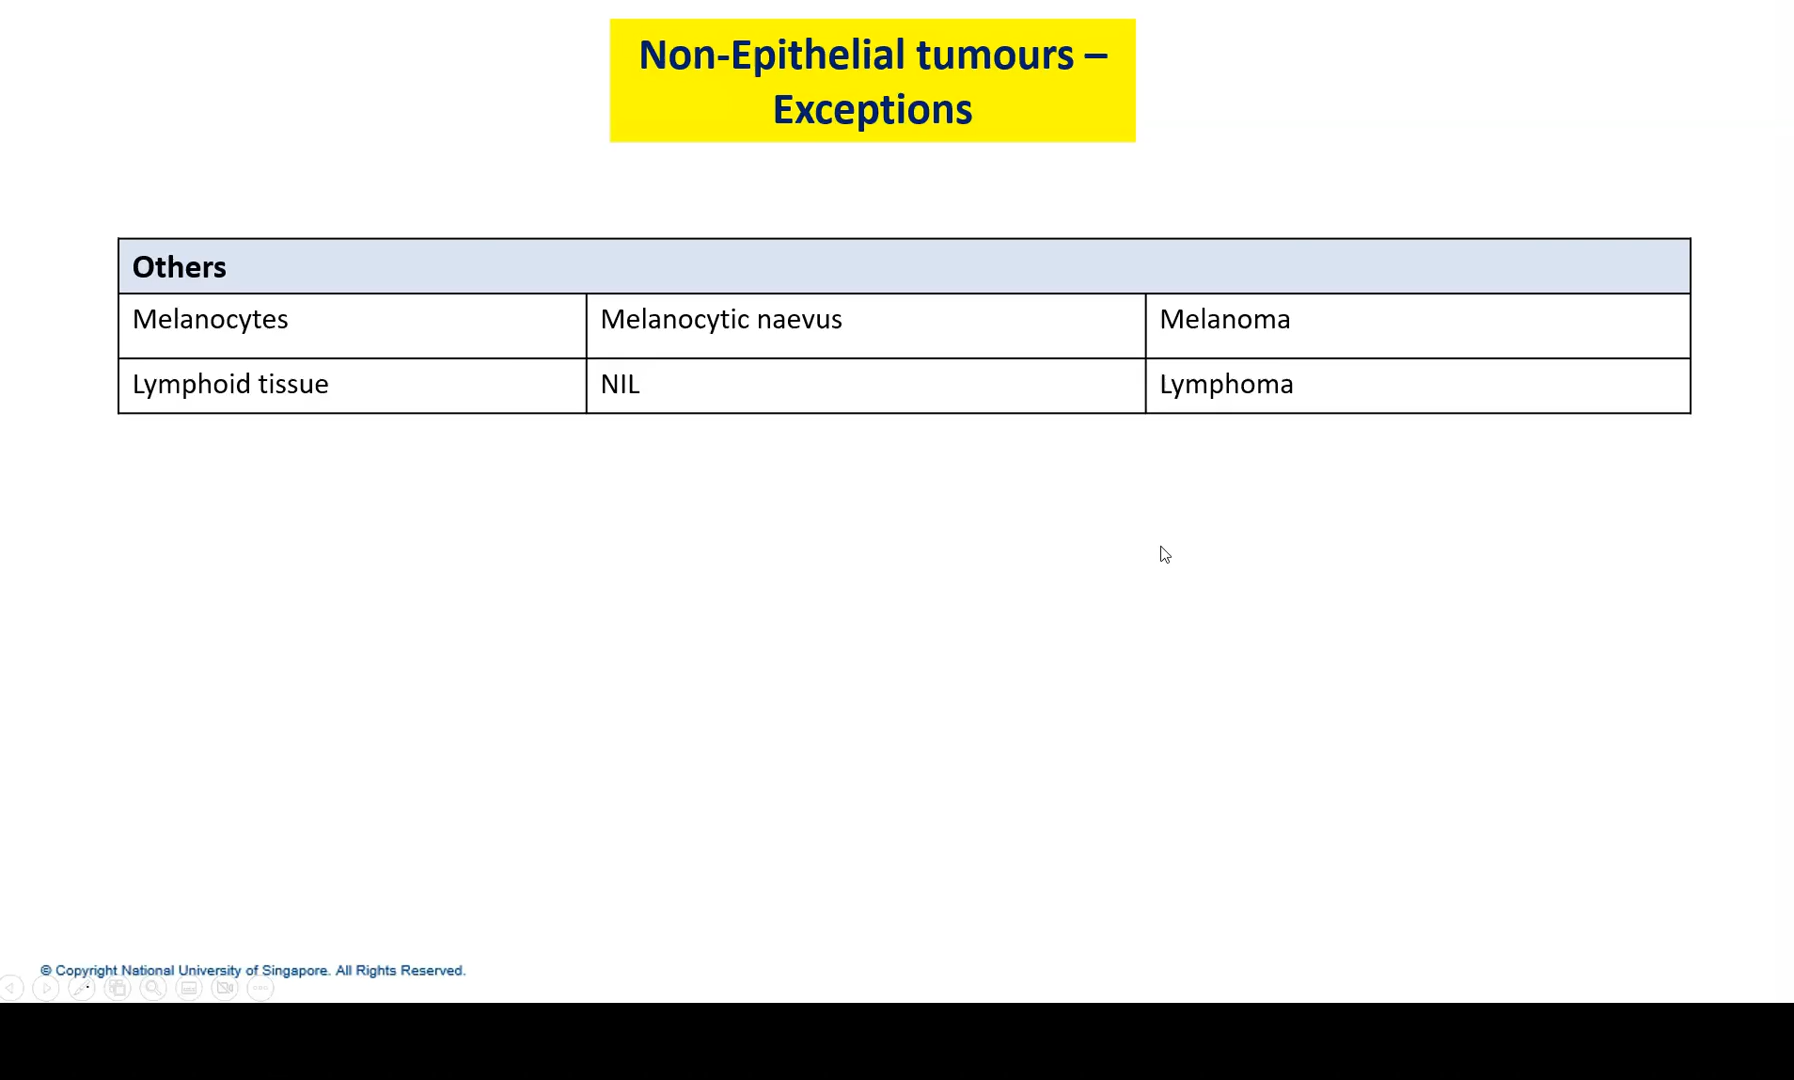 Non-Epithelial tumours –
Exceptions
Others
Melanocytes
Melanocytic naevus
Melanoma
Lymphoid tissue
NIL
Lymphoma
© Copyright National University of Singapore. All Rights Reserved.